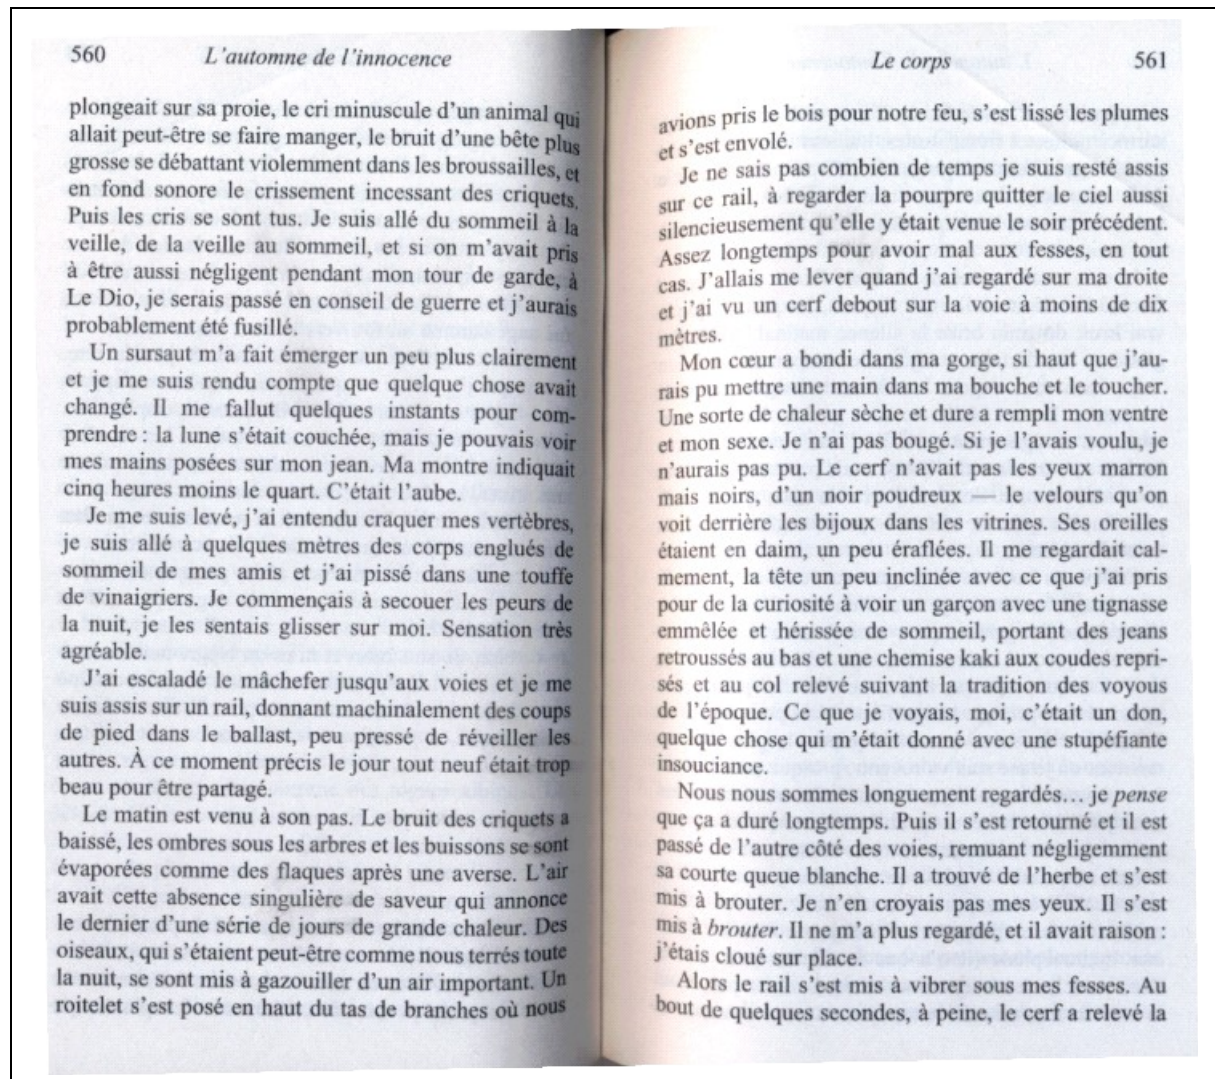 560
L'automne de l'innocence
plongeait sur sa proie, le cri minuscule d'un animal qui
allait peut-être se faire manger, le bruit d'une bête plus
grosse se débattant violemment dans les broussailles, et
en fond sonore le crissement incessant des criquets.
Puis les cris se sont tus. Je suis allé du sommeil à la
veille, de la veille au sommeil, et si on m'avait pris
à être aussi négligent pendant mon tour de garde, à
Le Dio, je serais passé en conseil de guerre et j'aurais
probablement été fusillé.
Un sursaut m'a fait émerger un peu plus clairement
et je me suis rendu compte que quelque chose avait
changé. Il me fallut quelques instants pour com-
prendre : la lune s'était couchée, mais je pouvais voir
mes mains posées sur mon jean. Ma montre indiquait
cinq heures moins le quart. C'était l'aube.
Je me suis levé, j'ai entendu craquer mes vertèbres,
je suis allé à quelques mètres des corps englués de
sommeil de mes amis et j'ai pissé dans une touffe
de vinaigriers. Je commençais à secouer les peurs de
la nuit, je les sentais glisser sur moi. Sensation très
agréable.
J'ai escaladé le mâchefer jusqu'aux voies et je me
suis assis sur un rail, donnant machinalement des coups
de pied dans le ballast, peu pressé de réveiller les
autres. À ce moment précis le jour tout neuf était trop
beau pour être partagé.
Le matin est venu à son pas. Le bruit des criquets a
baissé, les ombres sous les arbres et les buissons se sont
évaporées comme des flaques après une averse. L'air
avait cette absence singulière de saveur qui annonce
le dernier d'une série de jours de grande chaleur. Des
oiseaux, qui s'étaient peut-être comme nous terrés toute
la nuit, se sont mis à gazouiller d'un air important. Un
roitelet s'est posé en haut du tas de branches où nous
Le corps
561
avions pris le bois pour notre feu, s'est lissé les plumes
et s'est envolé.
Je ne sais pas combien de temps je suis resté assis
sur ce rail, à regarder la pourpre quitter le ciel aussi
silencieusement qu'elle y était venue le soir précédent.
Assez longtemps pour avoir mal aux fesses, en tout
cas. J'allais me lever quand j'ai regardé sur ma droite
et j'ai vu un cerf debout sur la voie à moins de dix
mètres.
Mon cœur a bondi dans ma gorge, si haut que j'au-
rais pu mettre une main dans ma bouche et le toucher.
Une sorte de chaleur sèche et dure a rempli mon ventre
et mon sexe. Je n'ai pas bougé. Si je l'avais voulu, je
n'aurais pas pu. Le cerf n'avait pas les yeux marron
mais noirs, d'un noir poudreux — le velours qu'on
voit derrière les bijoux dans les vitrines. Ses oreilles
étaient en daim, un peu éraflées. Il me regardait cal-
mement, la tête un peu inclinée avec ce que j'ai pris
pour de la curiosité à voir un garçon avec une tignasse
emmêlée et hérissée de sommeil, portant des jeans
retroussés au bas et une chemise kaki aux coudes repri-
sés et au col relevé suivant la tradition des voyous
de l'époque. Ce que je voyais, moi, c'était un don,
quelque chose qui m'était donné avec une stupéfiante
insouciance.
Nous nous sommes longuement regardés... je pense
que ça a duré longtemps. Puis il s'est retourné et il est
passé de l'autre côté des voies, remuant négligemment
sa courte queue blanche. Il a trouvé de l'herbe et s'est
mis à brouter. Je n'en croyais pas mes yeux. Il s'est
mis à brouter. Il ne m'a plus regardé, et il avait raison :
j'étais cloué sur place.
Alors le rail s'est mis à vibrer sous mes fesses. Au
bout de quelques secondes, à peine, le cerf a relevé la